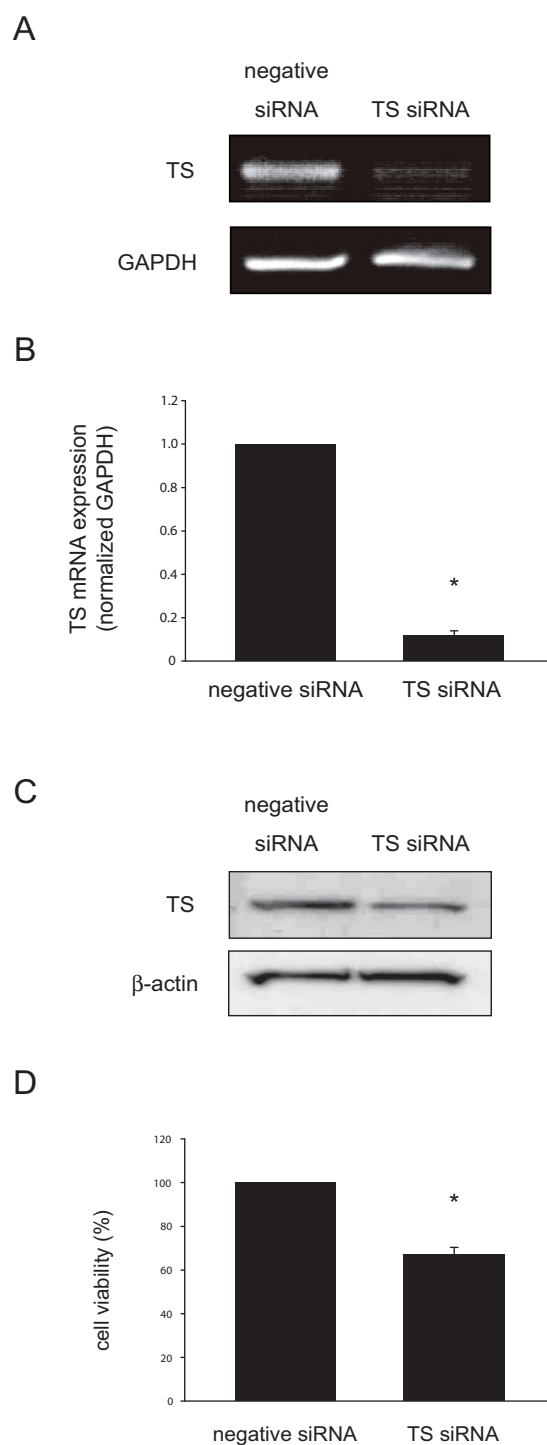 A
negative
siRNA TS siRNA
TS
GAPDH
B
TS mRNA expression
(normalized GAPDH)
1.2
1.0
0.8
0.6
0.4
0.2
0
*
negative siRNA TS siRNA
C
negative
siRNA TS siRNA
TS
β-actin
D
cell viability (%)
120
100
80
60
40
20
0
*
negative siRNA TS siRNA